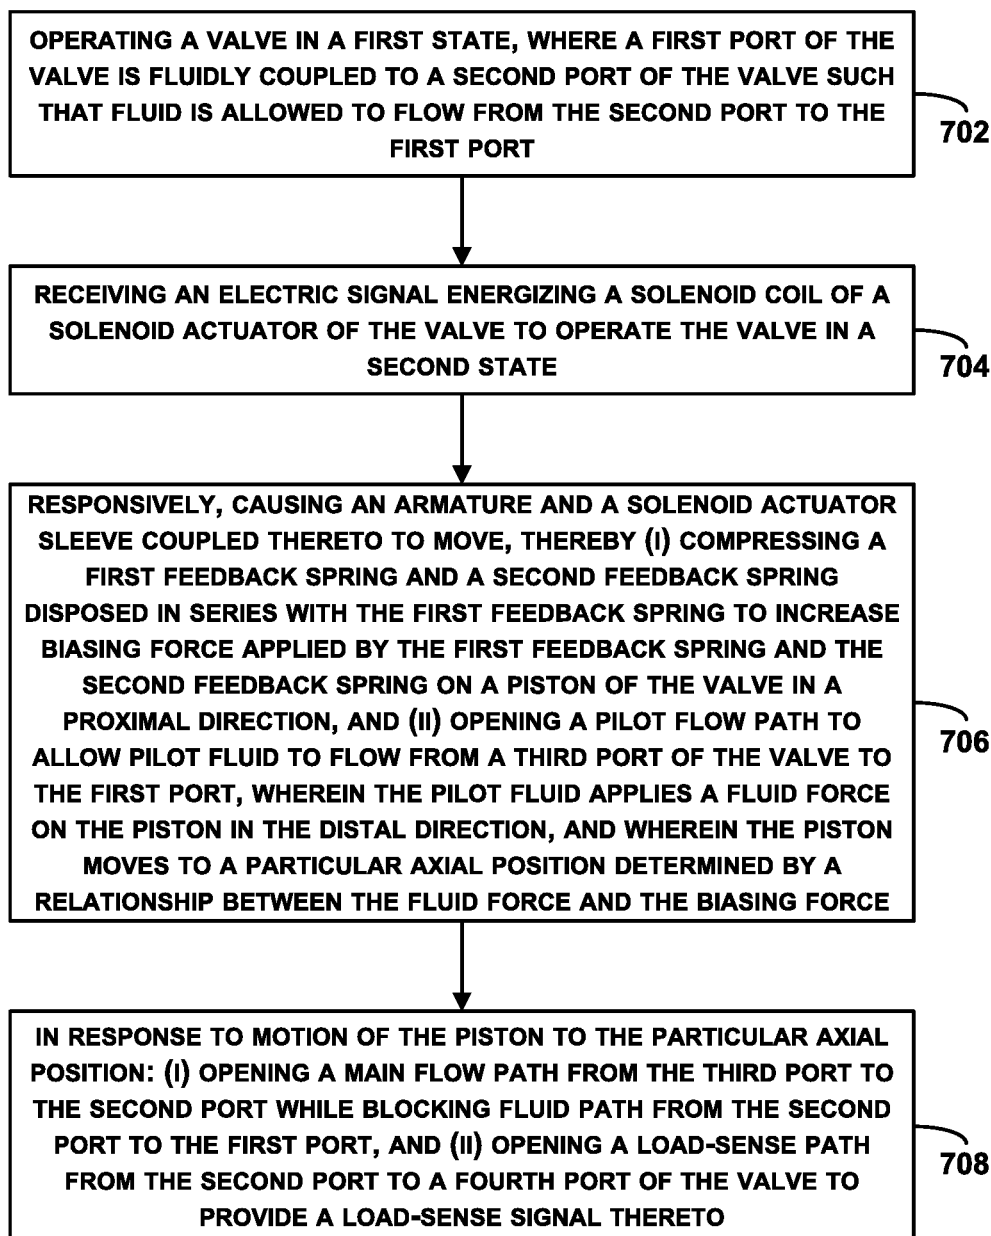 OPERATING A VALVE IN A FIRST STATE, WHERE A FIRST PORT OF THE
VALVE IS FLUIDLY COUPLED TO A SECOND PORT OF THE VALVE SUCH
THAT FLUID IS ALLOWED TO FLOW FROM THE SECOND PORT TO THE
FIRST PORT
702
RECEIVING AN ELECTRIC SIGNAL ENERGIZING A SOLENOID COIL OF A
SOLENOID ACTUATOR OF THE VALVE TO OPERATE THE VALVE IN A
SECOND STATE
704
RESPONSIVELY, CAUSING AN ARMATURE AND A SOLENOID ACTUATOR
SLEEVE COUPLED THERETO TO MOVE, THEREBY (I) COMPRESSING A
FIRST FEEDBACK SPRING AND A SECOND FEEDBACK SPRING
DISPOSED IN SERIES WITH THE FIRST FEEDBACK SPRING TO INCREASE
BIASING FORCE APPLIED BY THE FIRST FEEDBACK SPRING AND THE
SECOND FEEDBACK SPRING ON A PISTON OF THE VALVE IN A
PROXIMAL DIRECTION, AND (II) OPENING A PILOT FLOW PATH TO
ALLOW PILOT FLUID TO FLOW FROM A THIRD PORT OF THE VALVE TO
THE FIRST PORT, WHEREIN THE PILOT FLUID APPLIES A FLUID FORCE
ON THE PISTON IN THE DISTAL DIRECTION, AND WHEREIN THE PISTON
MOVES TO A PARTICULAR AXIAL POSITION DETERMINED BY A
RELATIONSHIP BETWEEN THE FLUID FORCE AND THE BIASING FORCE
706
IN RESPONSE TO MOTION OF THE PISTON TO THE PARTICULAR AXIAL
POSITION: (I) OPENING A MAIN FLOW PATH FROM THE THIRD PORT TO
THE SECOND PORT WHILE BLOCKING FLUID PATH FROM THE SECOND
PORT TO THE FIRST PORT, AND (II) OPENING A LOAD-SENSE PATH
FROM THE SECOND PORT TO A FOURTH PORT OF THE VALVE TO
PROVIDE A LOAD-SENSE SIGNAL THERETO
708